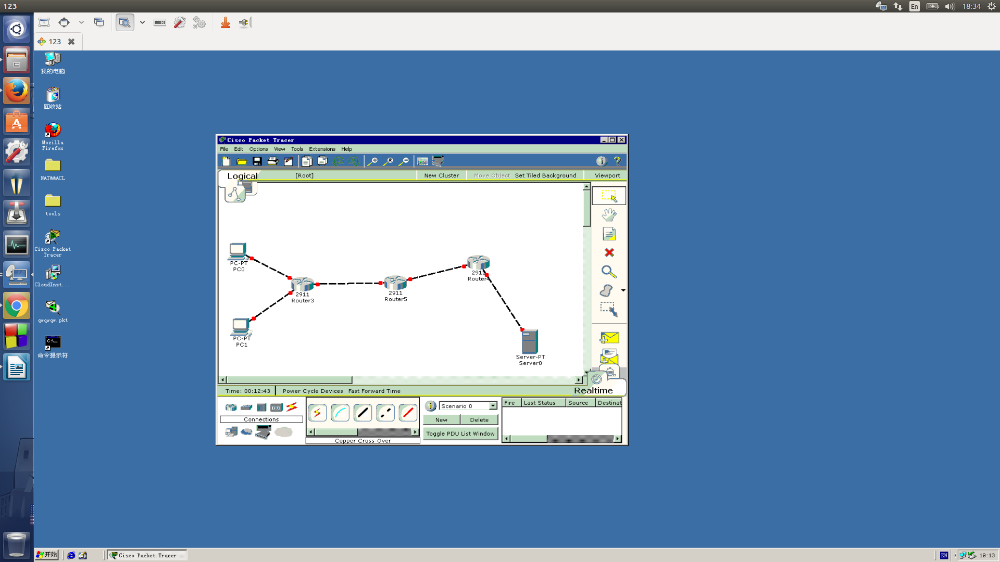 123
En
18:34
123
我的电脑
回收站
Mozilla
Firefox
NAT&&ACL
tools
Cisco Packet
Tracer
CloudInst...
qwqwqw.pkt
命令提示符
Cisco Packet Tracer
File Edit Options View Tools Extensions Help
Logical
[Root]
New Cluster
Move Object
Set Tiled Background
Viewport
PC-PT
PC0
2911
Router3
2911
Router5
2911
PC-PT
PC1
Server-PT
Server0
Time: 00:12:43
Power Cycle Devices Fast Forward Time
Realtime
Connections
Copper Cross-Over
Scenario 0
New
Delete
Toggle PDU List Window
Fire
Last Status
Source
Destinat
开始
Cisco Packet Tracer
EN
19:13